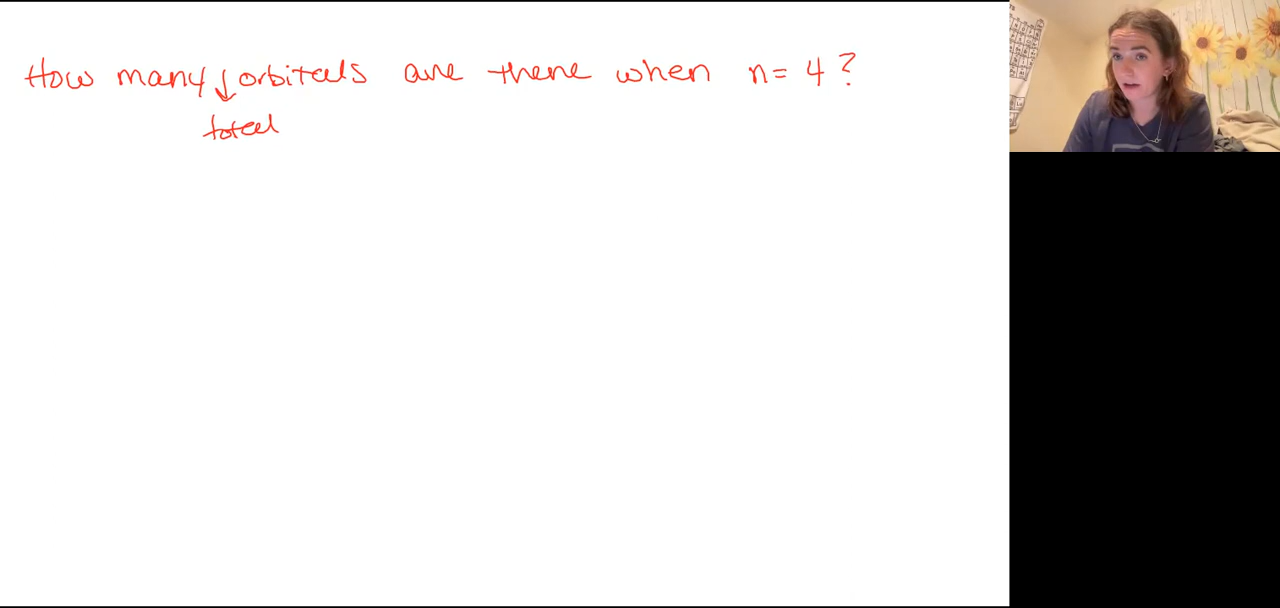 How many orbitals are there when n= 4 ?
total